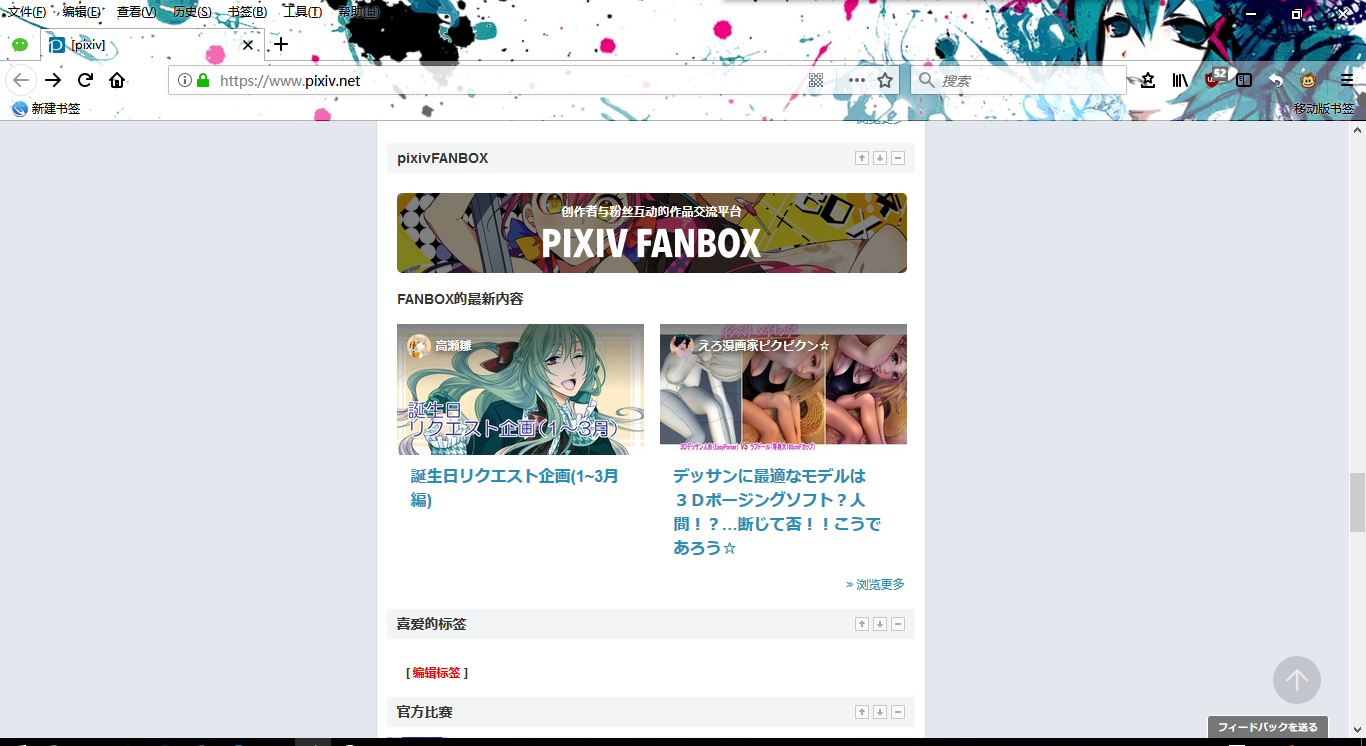 文件(F) 编辑(E) 查看(V) 历史(S) 书签(B) 工具(T) 帮助(H)
[pixiv]
https://www.pixiv.net
搜索
52
新建书签
移动版书签
浏览更多
pixivFANBOX
创作者与粉丝互动的作品交流平台
PIXIV FANBOX
FANBOX的最新内容
高瀬雛
誕生日
リクエスト企画(1～3月)
えろ漫画家ピクピクン☆
3Dデッサン人形(EasyPoser) VS ラブドール(等身大165cmFカップ)
誕生日リクエスト企画(1~3月
編)
デッサンに最適なモデルは
３Ｄポージングソフト？人
間！？…断じて否！！こうで
あろう☆
» 浏览更多
喜爱的标签
[ 编辑标签 ]
官方比赛
フィードバックを送る